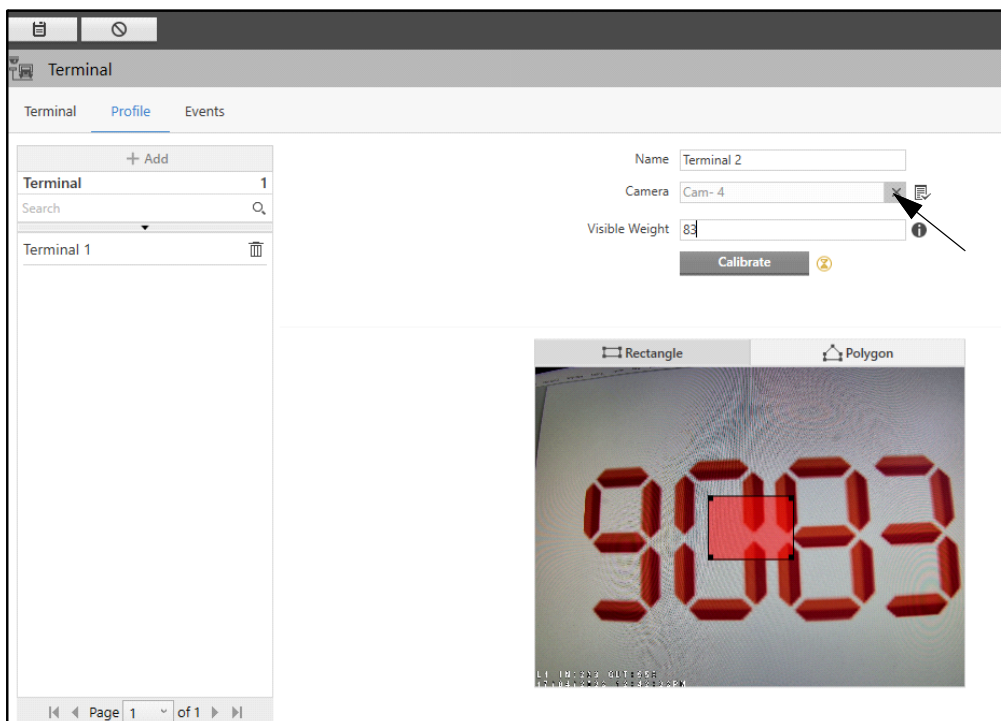 Terminal
Terminal Profile Events
+ Add
Terminal 1
Search
Terminal 1
Page 1 of 1
Name Terminal 2
Camera Cam- 4
Visible Weight 83
Calibrate
Rectangle Polygon
9083